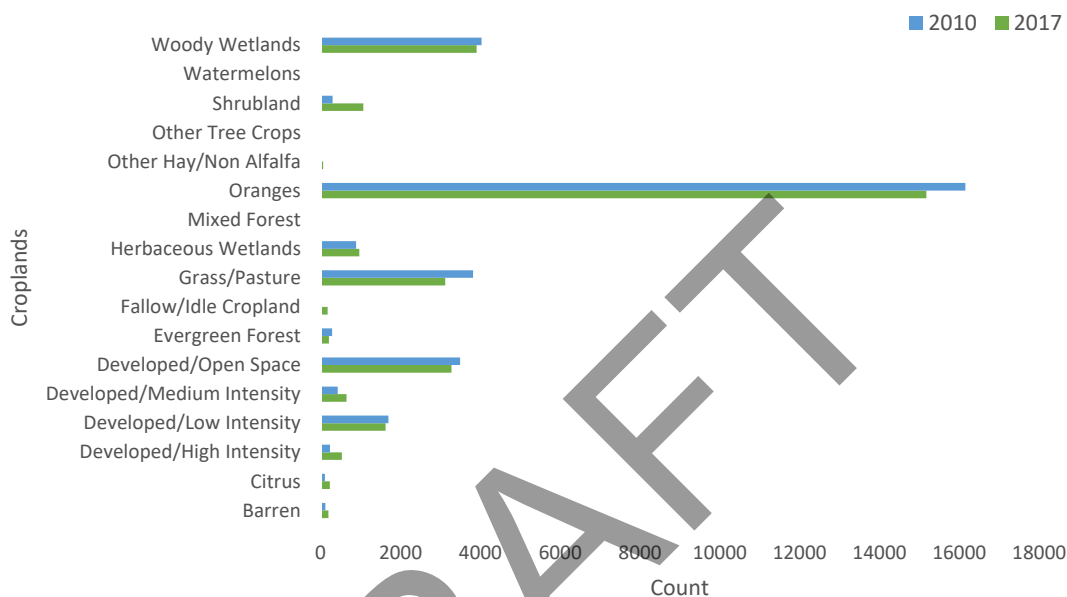 2010 2017
Woody Wetlands
Watermelons
Shrubland
Other Tree Crops
Other Hay/Non Alfalfa
Oranges
Mixed Forest
Herbaceous Wetlands
Grass/Pasture
Fallow/Idle Cropland
Evergreen Forest
Developed/Open Space
Developed/Medium Intensity
Developed/Low Intensity
Developed/High Intensity
Citrus
Barren
Croplands
0 2000 4000 6000 8000 10000 12000 14000 16000 18000
Count
RAFT